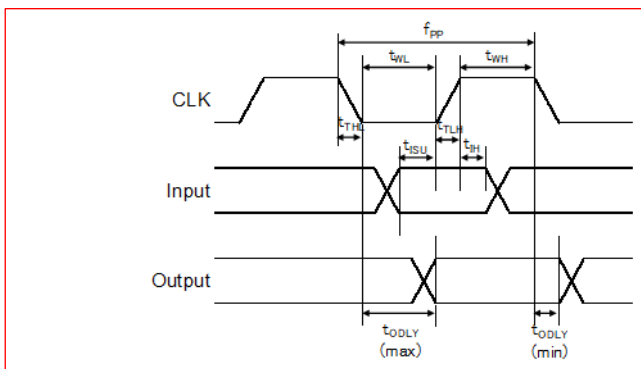 fPP
tWL
tWH
CLK
tTHL
tTLH
tISU
tIH
Input
Output
tODLY
(max)
tODLY
(min)